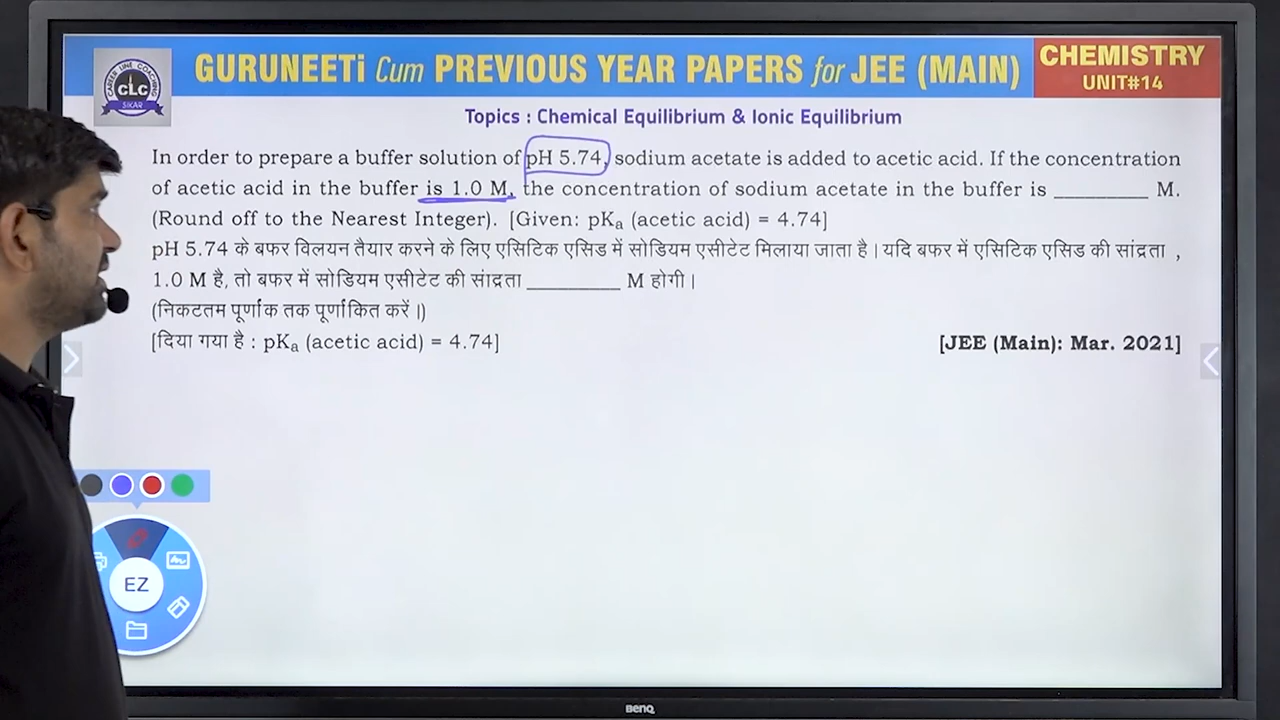 GURUNEETi Cum PREVIOUS YEAR PAPERS for JEE (MAIN)
CHEMISTRY
UNIT#14
CAREER LINE COACHING
CLC
SIKAR
Topics : Chemical Equilibrium & Ionic Equilibrium
In order to prepare a buffer solution of pH 5.74, sodium acetate is added to acetic acid. If the concentration
of acetic acid in the buffer is 1.0 M, the concentration of sodium acetate in the buffer is _________ M.
(Round off to the Nearest Integer). [Given: pKₐ (acetic acid) = 4.74]
pH 5.74 के बफर विलयन तैयार करने के लिए एसिटिक एसिड में सोडियम एसीटेट मिलाया जाता है। यदि बफर में एसिटिक एसिड की सांद्रता ,
1.0 M है, तो बफर में सोडियम एसीटेट की सांद्रता _________ M होगी।
(निकटतम पूर्णांक तक पूर्णांकित करें।)
[दिया गया है : pKₐ (acetic acid) = 4.74]
[JEE (Main): Mar. 2021]
EZ
BenQ